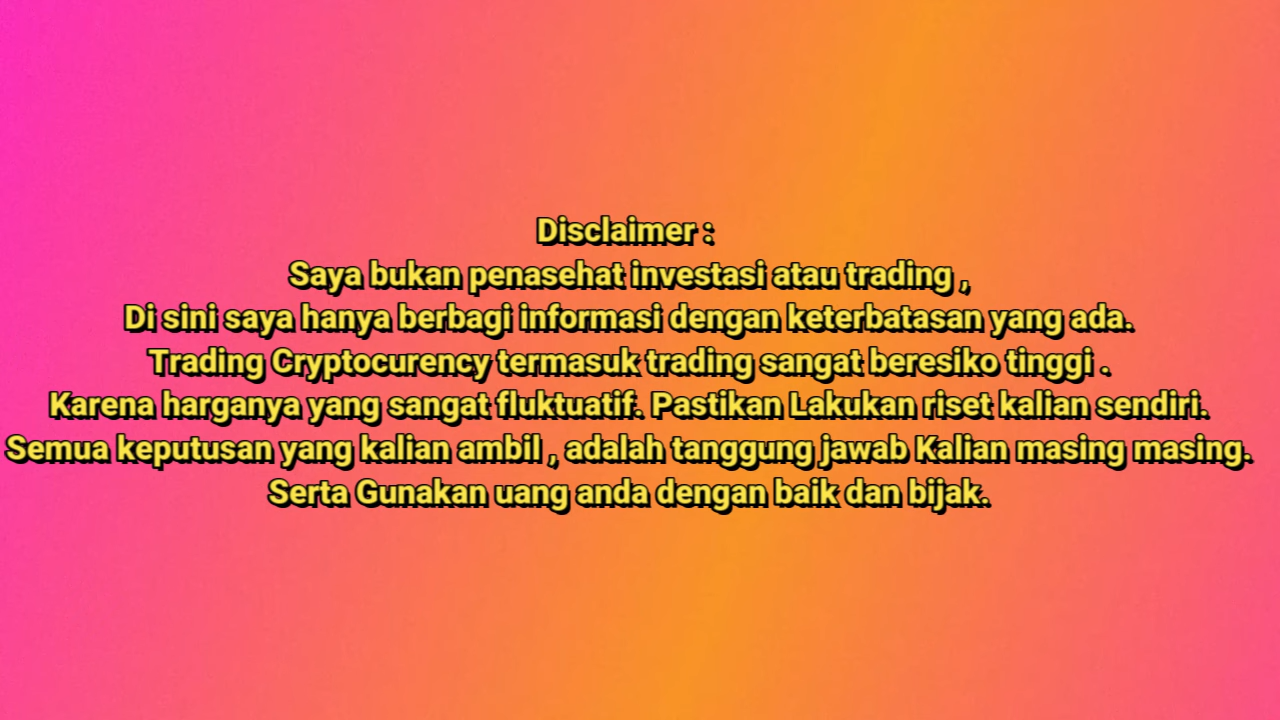 Disclaimer :
Saya bukan penasehat investasi atau trading ,
Di sini saya hanya berbagi informasi dengan keterbatasan yang ada.
Trading Cryptocurency termasuk trading sangat beresiko tinggi .
Karena harganya yang sangat fluktuatif. Pastikan Lakukan riset kalian sendiri.
Semua keputusan yang kalian ambil , adalah tanggung jawab Kalian masing masing.
Serta Gunakan uang anda dengan baik dan bijak.